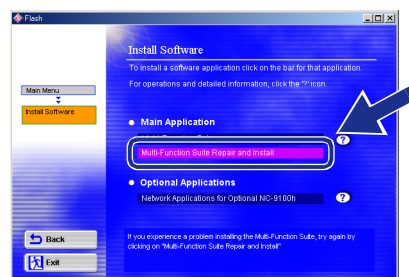 Flash
Install Software
To install a software application click on the bar for that application.
For operations and detailed information, click the "?" icon.
Main Menu
Install Software
Main Application
Multi-Function Suite Repair and Install
?
Optional Applications
Network Applications for Optional NC-9100h
?
If you experience a problem installing the Multi-Function Suite, try again by
clicking on "Multi-Function Suite Repair and Install"
Back
Exit